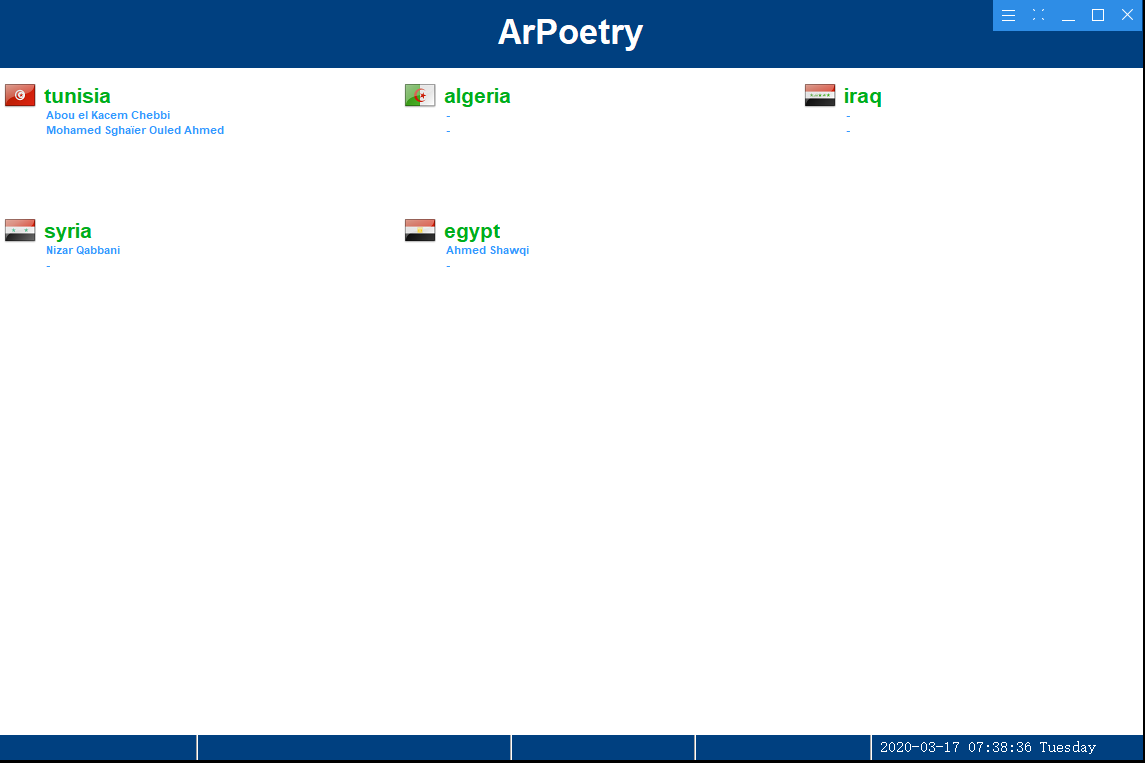 ArPoetry
tunisia
Abou el Kacem Chebbi
Mohamed Sghaïer Ouled Ahmed
algeria
-
-
iraq
-
-
syria
Nizar Qabbani
-
egypt
Ahmed Shawqi
-
2020-03-17 07:38:36 Tuesday